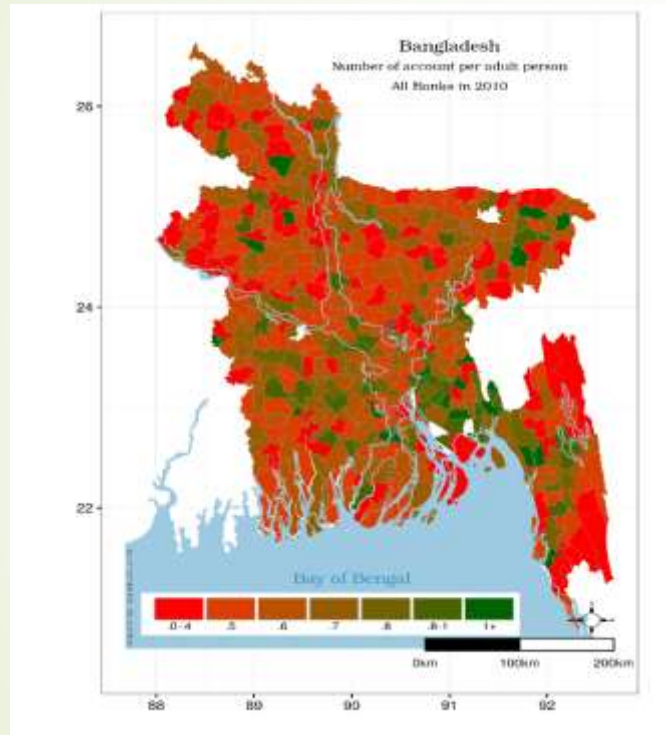 Bangladesh
Number of account per adult person
All Banks in 2010
26
24
22
Bay of Bengal
.0-.4 .5 .6 .7 .8 .8-1 1+
0km 100km 200km
88 89 90 91 92